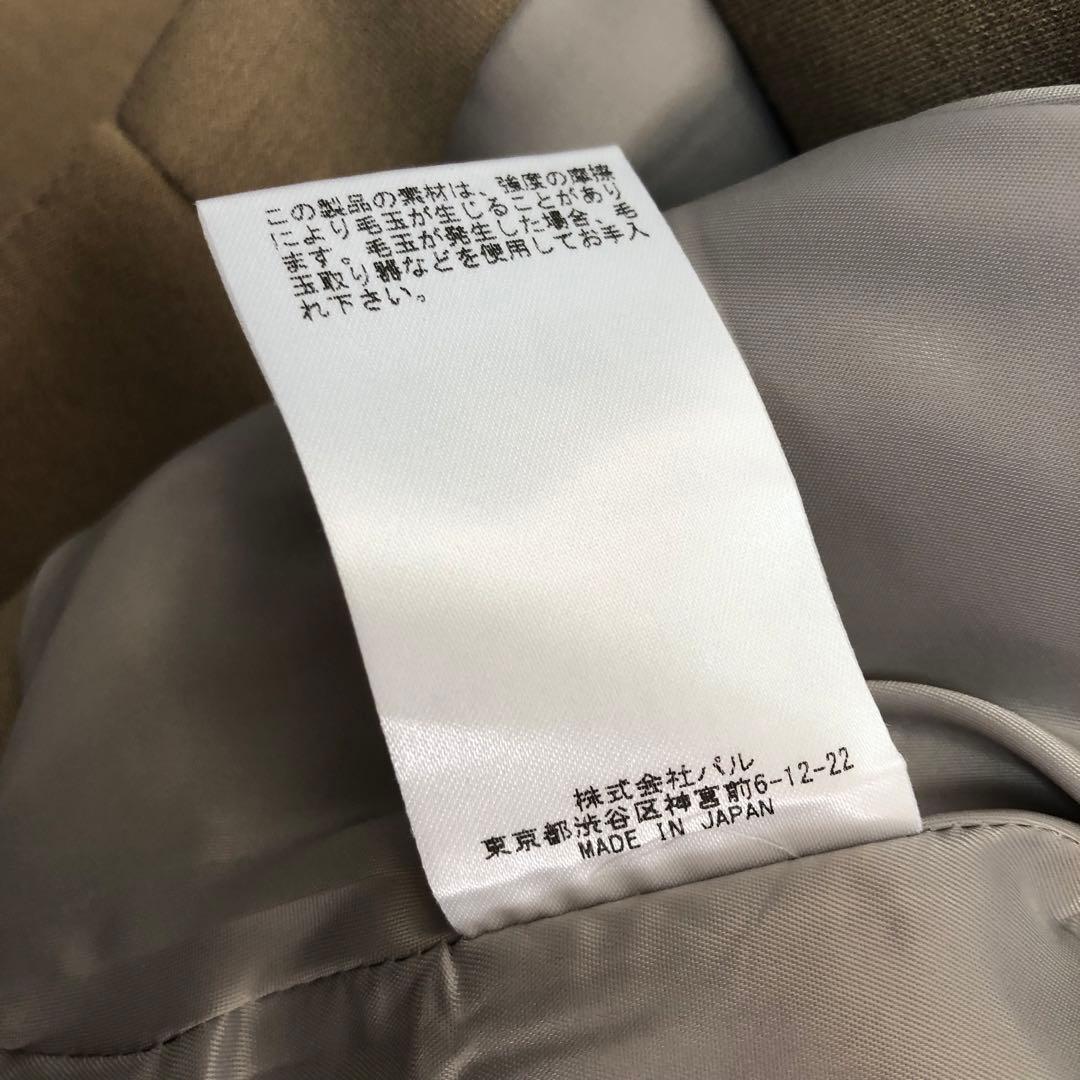 この製品の素材は、強度の摩擦
により毛玉が生じることがあり
ます。毛玉が発生した場合、毛
玉取り器などを使用してお手入
れ下さい。
株式会社パル
東京都渋谷区神宮前6-12-22
MADE IN JAPAN